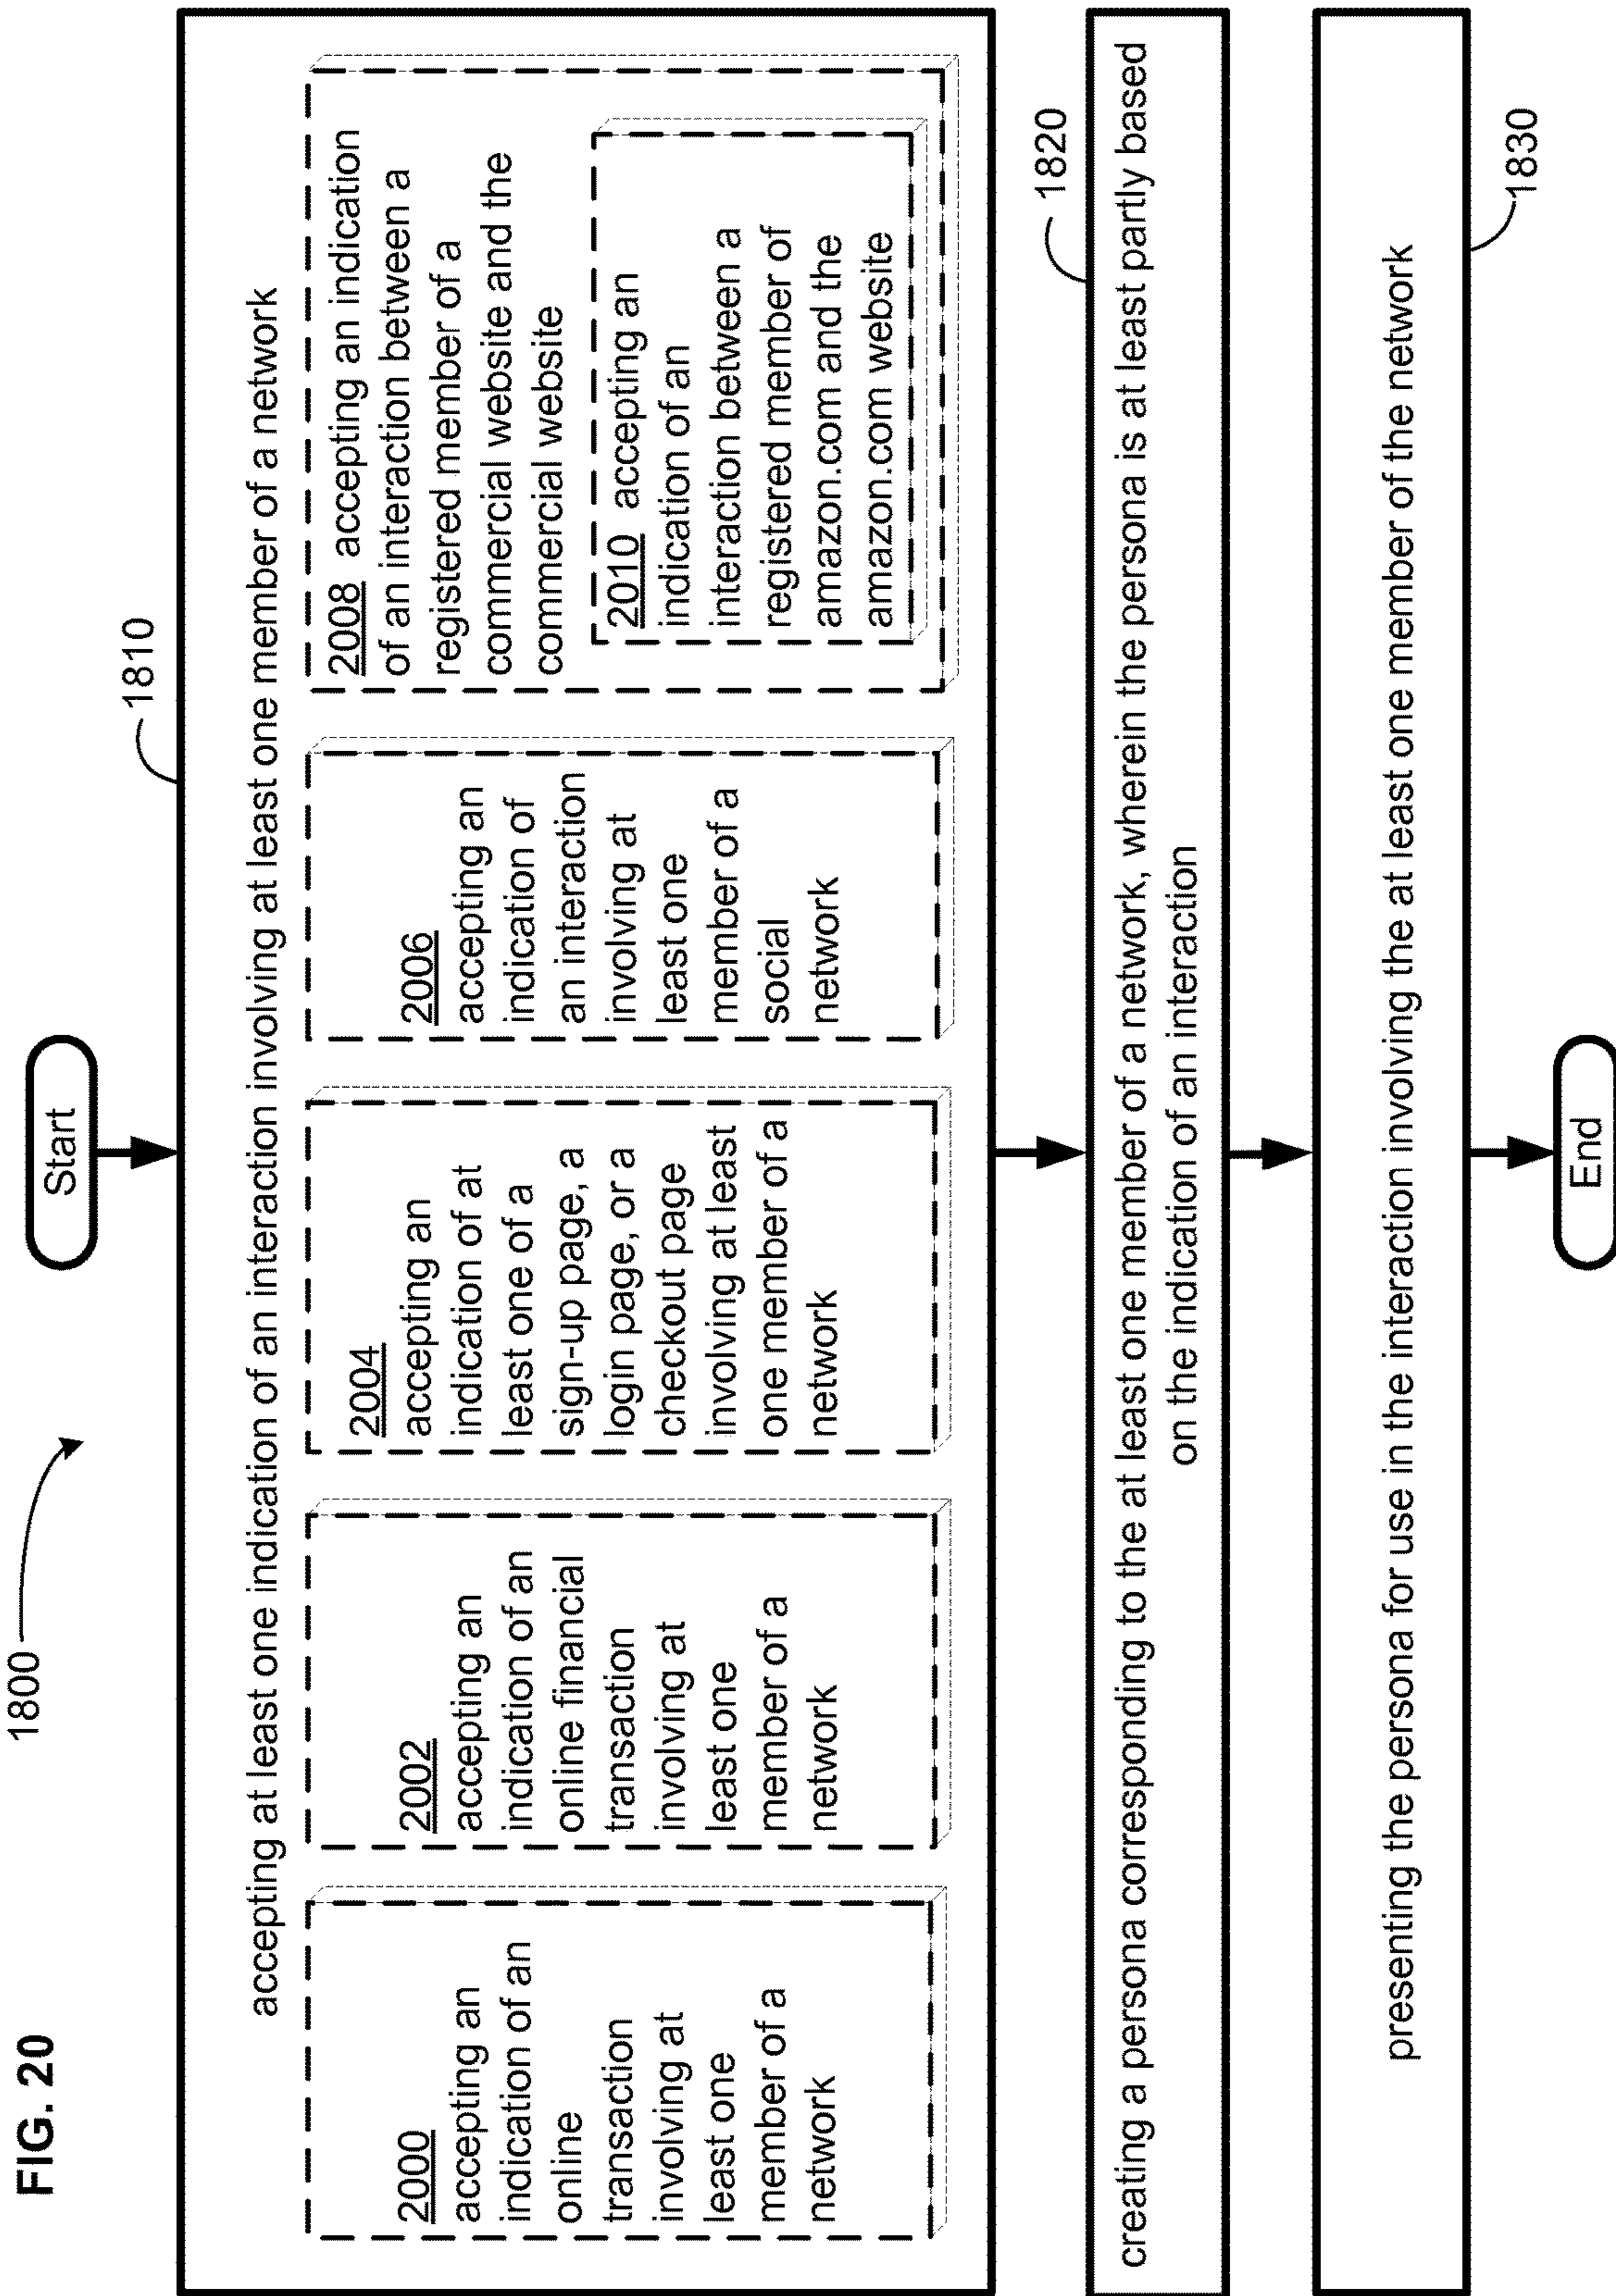 FIG. 20
1800
Start
1810
accepting at least one indication of an interaction involving at least one member of a network
2000
accepting an
indication of an
online
transaction
involving at
least one
member of a
network
2002
accepting an
indication of an
online financial
transaction
involving at
least one
member of a
network
2004
accepting an
indication of at
least one of a
sign-up page, a
login page, or a
checkout page
involving at least
one member of a
network
2006
accepting an
indication of
an interaction
involving at
least one
member of a
social
network
2008 accepting an indication
of an interaction between a
registered member of a
commercial website and the
commercial website
2010 accepting an
indication of an
interaction between a
registered member of
amazon.com and the
amazon.com website
1820
creating a persona corresponding to the at least one member of a network, wherein the persona is at least partly based
on the indication of an interaction
presenting the persona for use in the interaction involving the at least one member of the network
1830
End